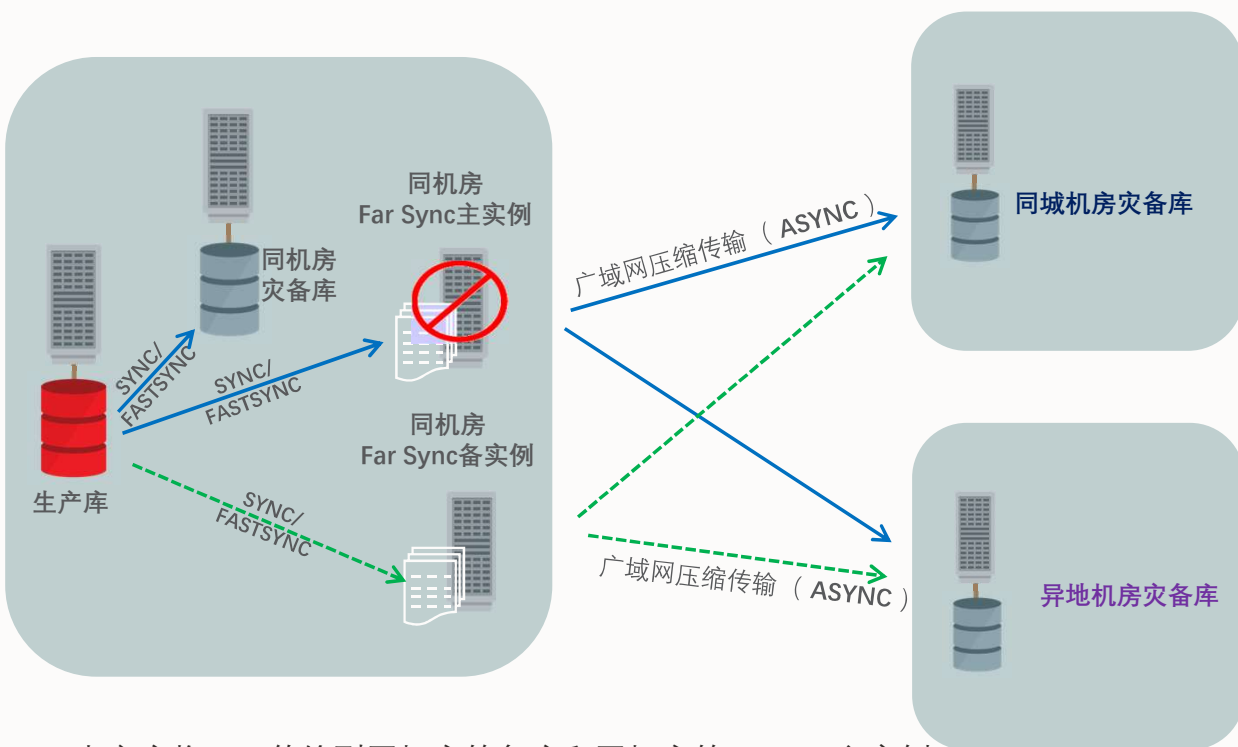 同机房
Far Sync主实例
同机房
灾备库
SYNC/
FASTSYNC
SYNC/
FASTSYNC
同机房
Far Sync备实例
生产库
SYNC/
FASTSYNC
广域网压缩传输（ ASYNC ）
广域网压缩传输（ ASYNC ）
同城机房灾备库
异地机房灾备库